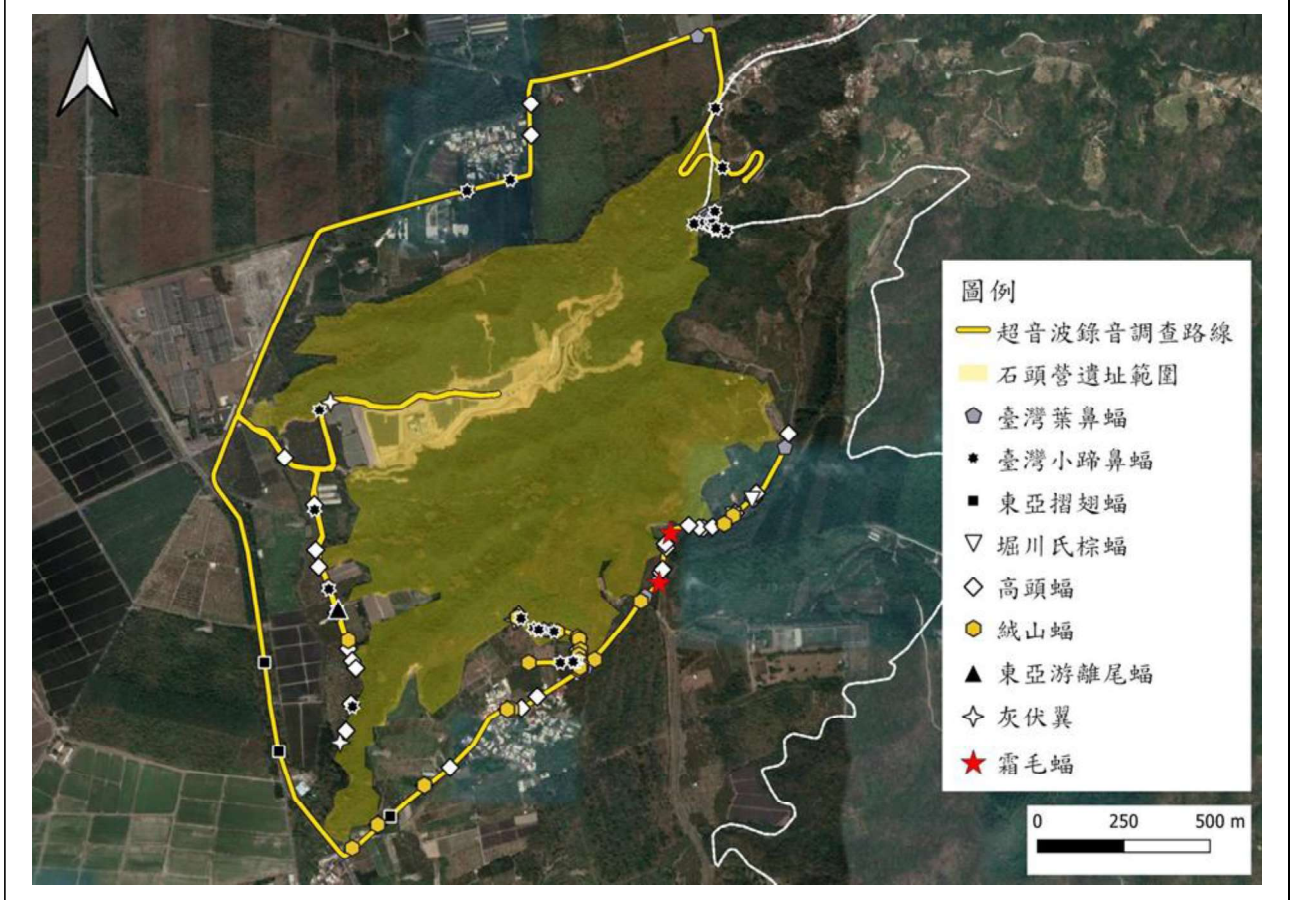 圖例
超音波錄音調查路線
石頭營遺址範圍
臺灣葉鼻蝠
臺灣小蹄鼻蝠
東亞摺翅蝠
堀川氏棕蝠
高頭蝠
絨山蝠
東亞游離尾蝠
灰伏翼
霜毛蝠
0 250 500 m